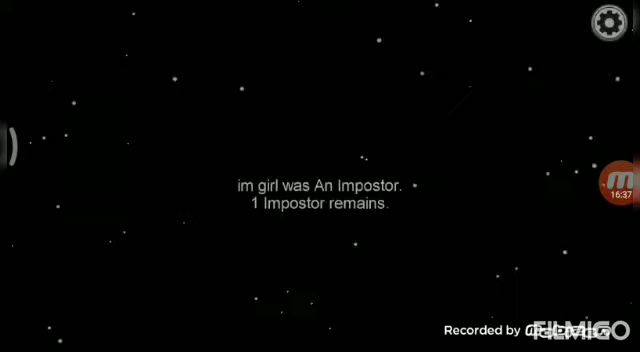 im girl was An Impostor.
1 Impostor remains.
16:37
Recorded by
FILMIGO